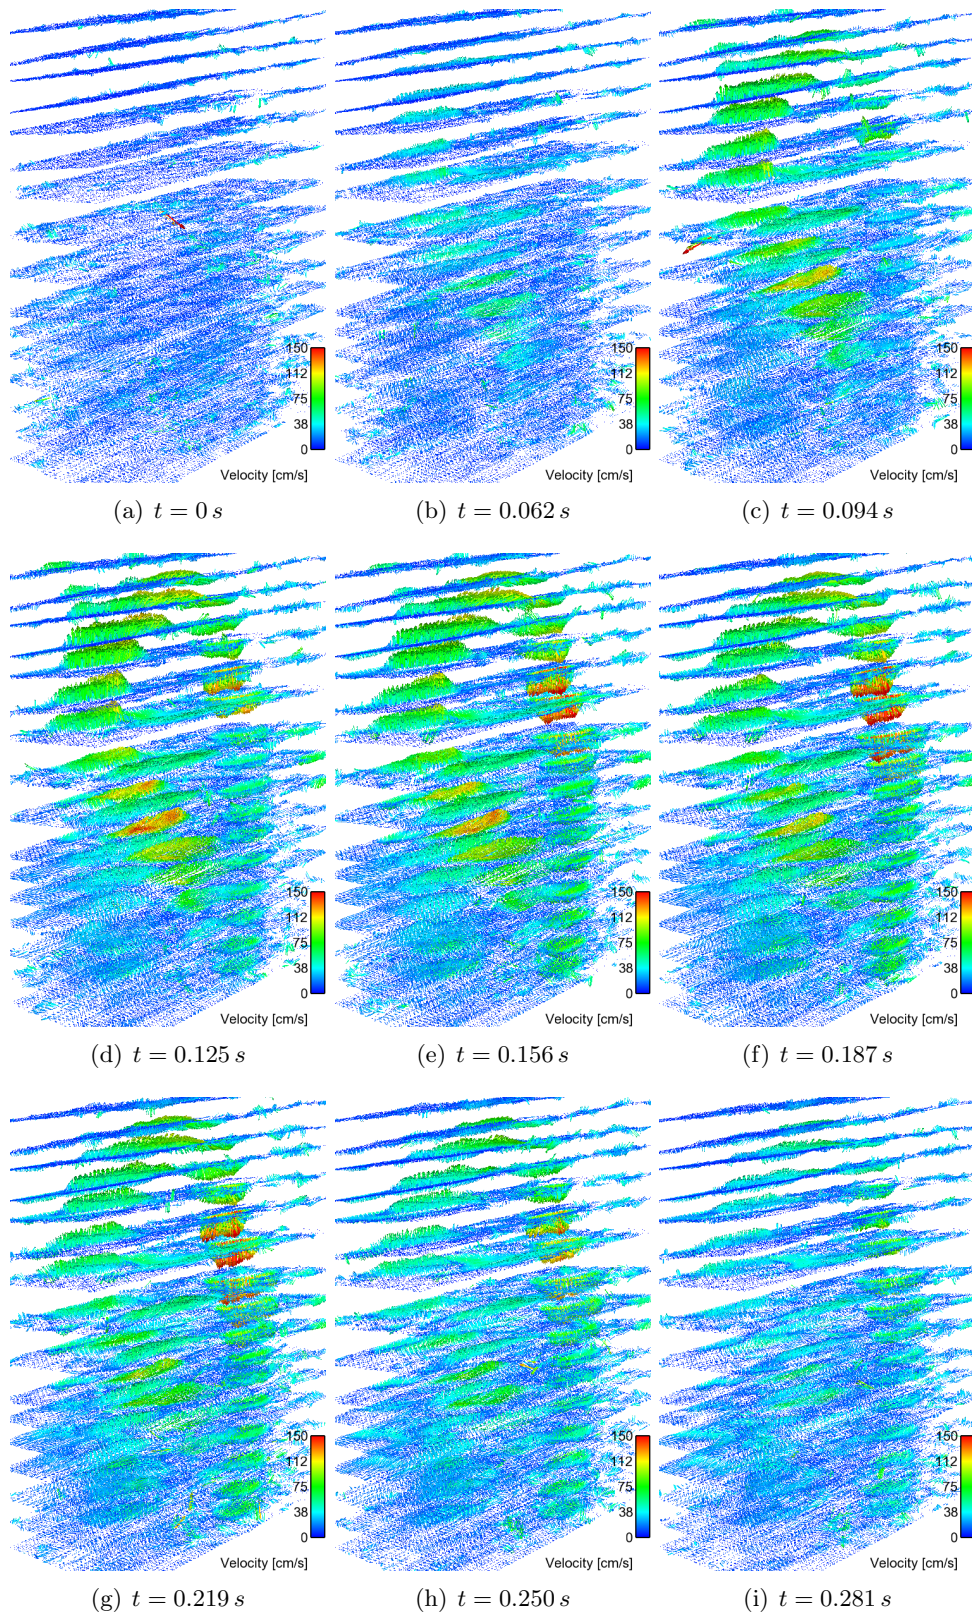 150
112
75
38
0
Velocity [cm/s]
150
112
75
38
0
Velocity [cm/s]
150
112
75
38
0
Velocity [cm/s]
(a) t = 0 s
(b) t = 0.062 s
(c) t = 0.094 s
150
112
75
38
0
Velocity [cm/s]
150
112
75
38
0
Velocity [cm/s]
150
112
75
38
0
Velocity [cm/s]
(d) t = 0.125 s
(e) t = 0.156 s
(f) t = 0.187 s
150
112
75
38
0
Velocity [cm/s]
150
112
75
38
0
Velocity [cm/s]
150
112
75
38
0
Velocity [cm/s]
(g) t = 0.219 s
(h) t = 0.250 s
(i) t = 0.281 s